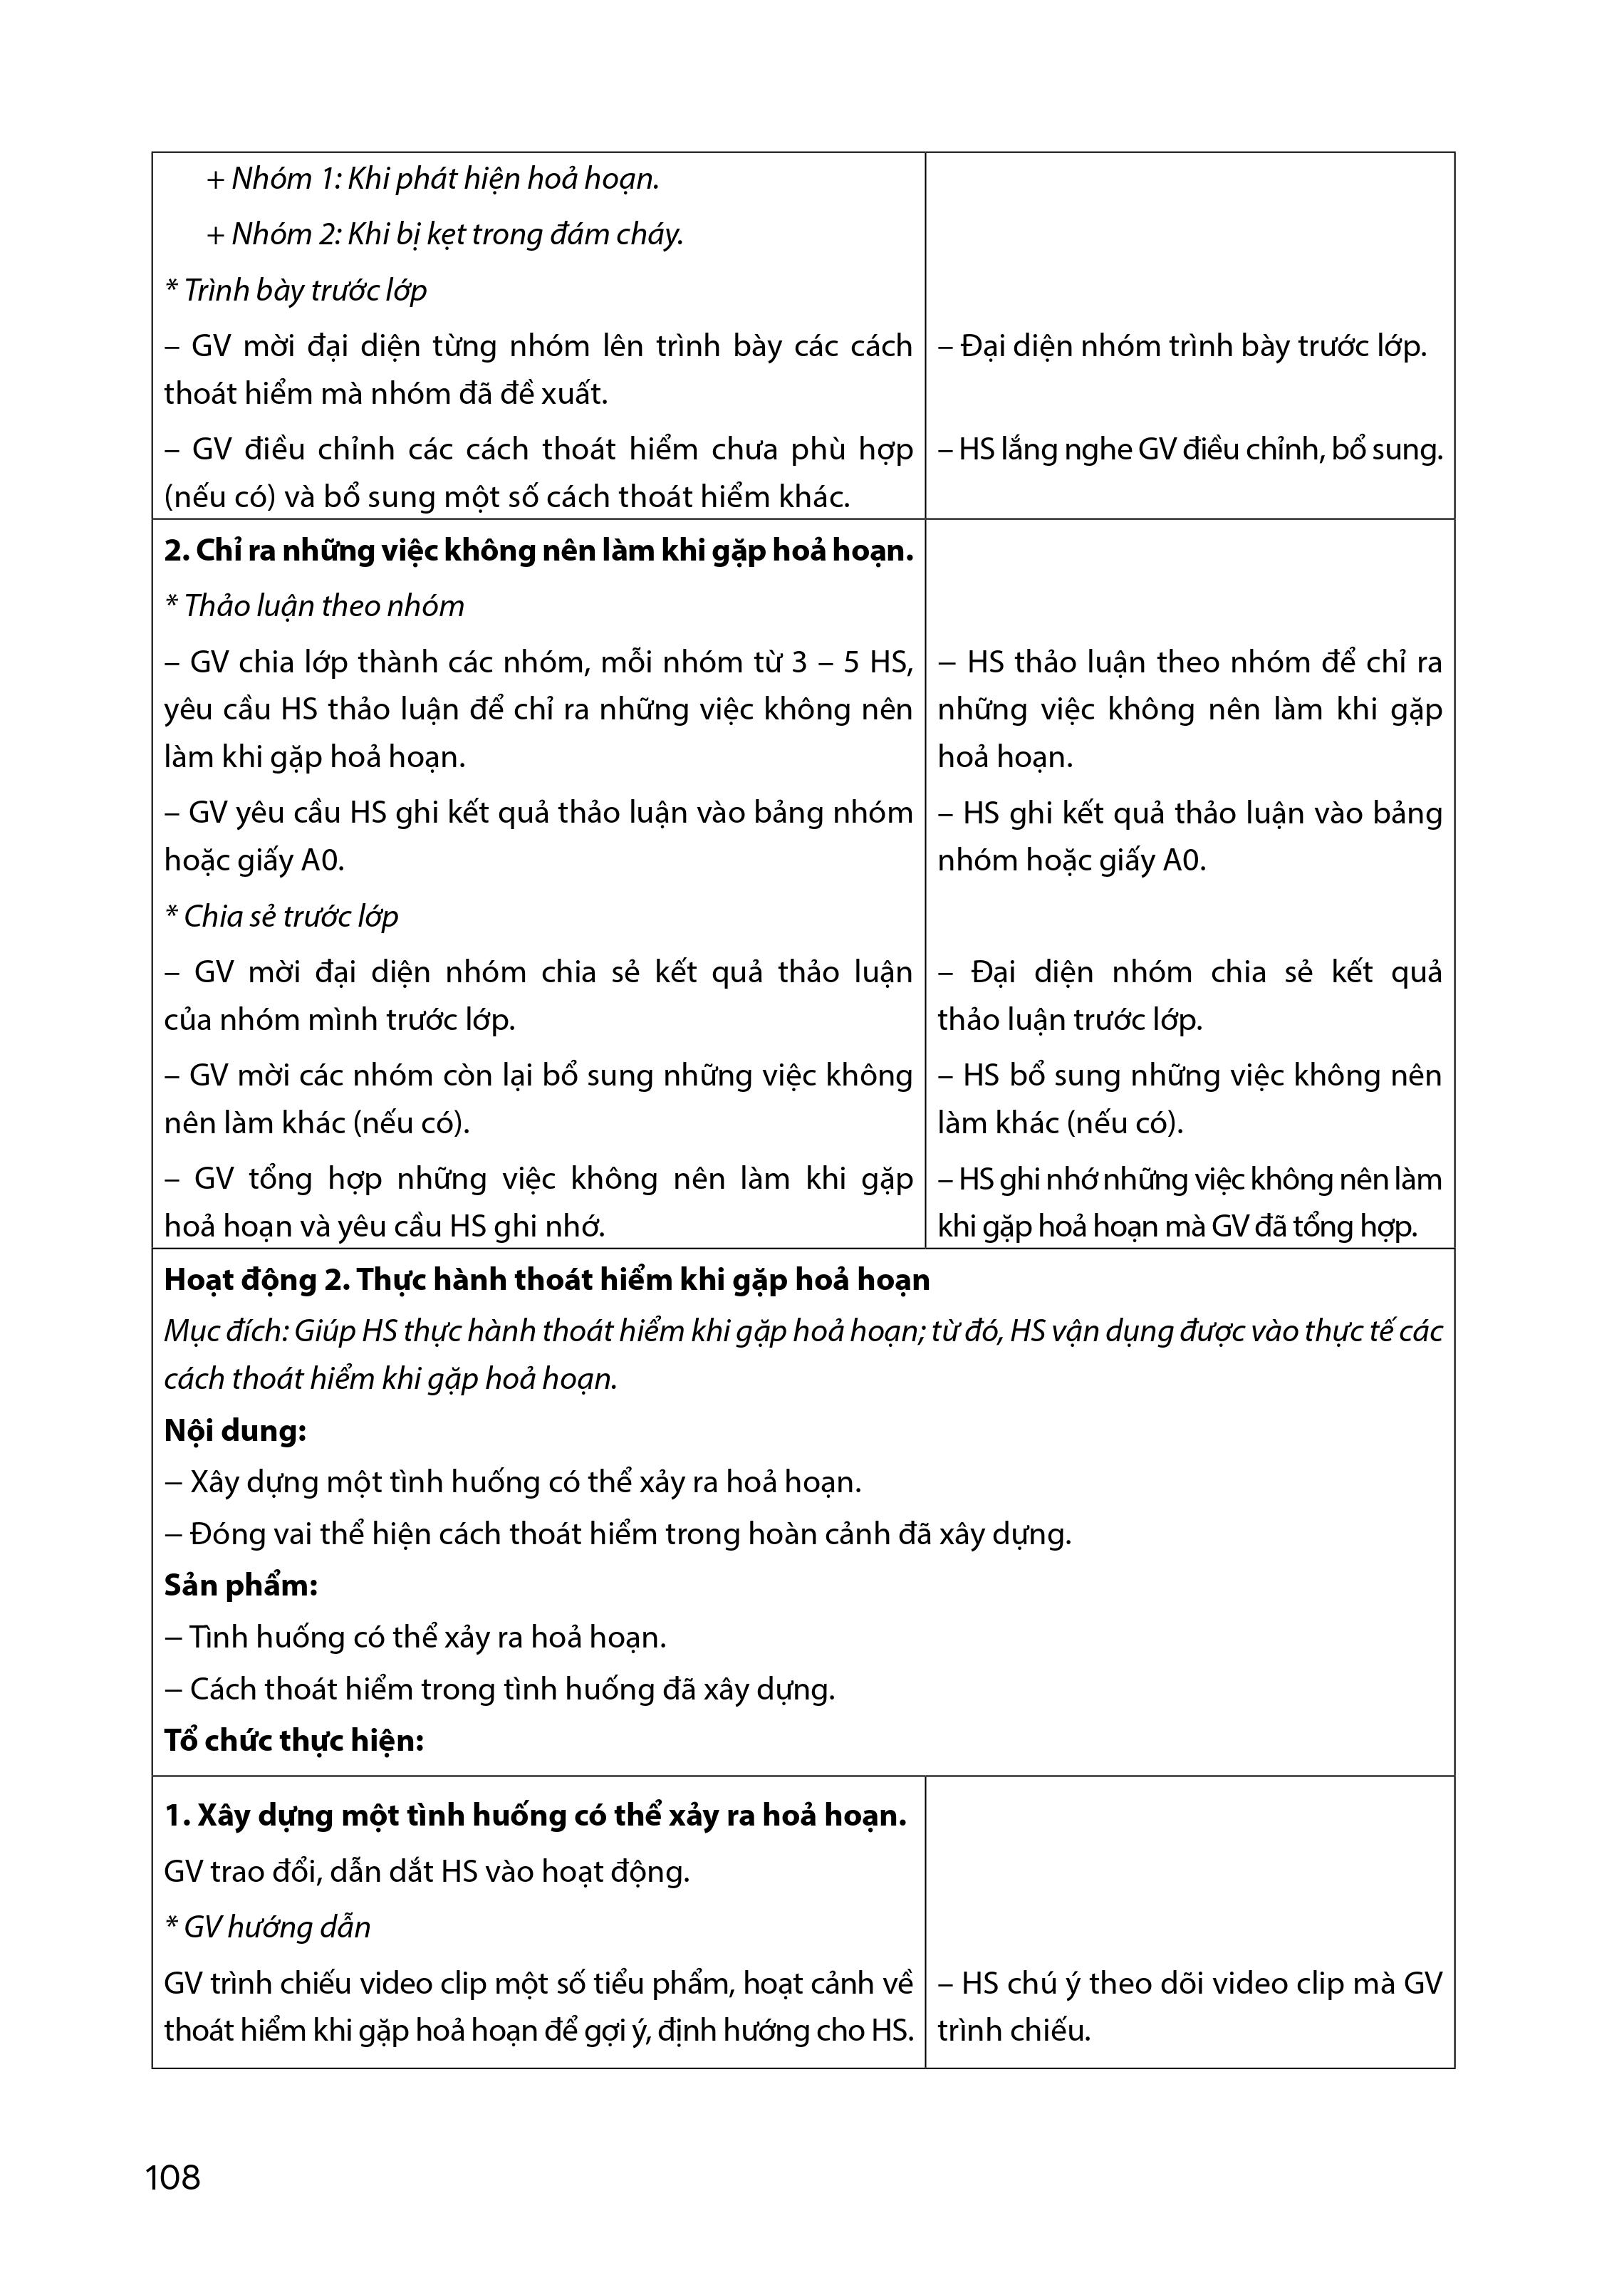 + Nhóm 1: Khi phát hiện hoả hoạn.
+ Nhóm 2: Khi bị kẹt trong đám cháy.
* Trình bày trước lớp
– GV mời đại diện từng nhóm lên trình bày các cách
thoát hiểm mà nhóm đã đề xuất.
– GV điều chỉnh các cách thoát hiểm chưa phù hợp
(nếu có) và bổ sung một số cách thoát hiểm khác.
– Đại diện nhóm trình bày trước lớp.
– HS lắng nghe GV điều chỉnh, bổ sung.
2. Chỉ ra những việc không nên làm khi gặp hoả hoạn.
* Thảo luận theo nhóm
– GV chia lớp thành các nhóm, mỗi nhóm từ 3 – 5 HS,
yêu cầu HS thảo luận để chỉ ra những việc không nên
làm khi gặp hoả hoạn.
– GV yêu cầu HS ghi kết quả thảo luận vào bảng nhóm
hoặc giấy A0.
* Chia sẻ trước lớp
– GV mời đại diện nhóm chia sẻ kết quả thảo luận
của nhóm mình trước lớp.
– GV mời các nhóm còn lại bổ sung những việc không
nên làm khác (nếu có).
– GV tổng hợp những việc không nên làm khi gặp
hoả hoạn và yêu cầu HS ghi nhớ.
– HS thảo luận theo nhóm để chỉ ra
những việc không nên làm khi gặp
hoả hoạn.
– HS ghi kết quả thảo luận vào bảng
nhóm hoặc giấy A0.
– Đại diện nhóm chia sẻ kết quả
thảo luận trước lớp.
– HS bổ sung những việc không nên
làm khác (nếu có).
– HS ghi nhớ những việc không nên làm
khi gặp hoả hoạn mà GV đã tổng hợp.
Hoạt động 2. Thực hành thoát hiểm khi gặp hoả hoạn
Mục đích: Giúp HS thực hành thoát hiểm khi gặp hoả hoạn; từ đó, HS vận dụng được vào thực tế các
cách thoát hiểm khi gặp hoả hoạn.
Nội dung:
– Xây dựng một tình huống có thể xảy ra hoả hoạn.
– Đóng vai thể hiện cách thoát hiểm trong hoàn cảnh đã xây dựng.
Sản phẩm:
– Tình huống có thể xảy ra hoả hoạn.
– Cách thoát hiểm trong tình huống đã xây dựng.
Tổ chức thực hiện:
1. Xây dựng một tình huống có thể xảy ra hoả hoạn.
GV trao đổi, dẫn dắt HS vào hoạt động.
* GV hướng dẫn
GV trình chiếu video clip một số tiểu phẩm, hoạt cảnh về
thoát hiểm khi gặp hoả hoạn để gợi ý, định hướng cho HS.
– HS chú ý theo dõi video clip mà GV
trình chiếu.
108